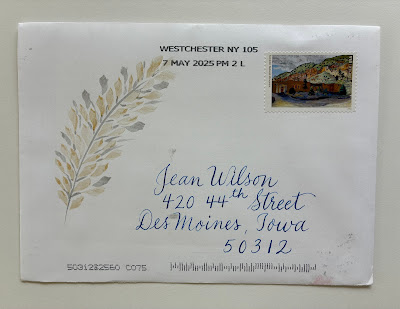 WESTCHESTER NY 105
7 MAY 2025 PM 2 L
Jean Wilson
420 44th Street
Des Moines, Iowa
50312
5031282560 C075